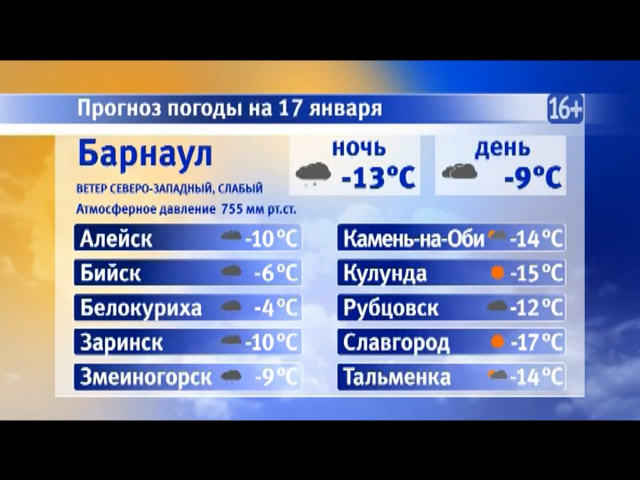 Прогноз погоды на 17 января 16+
Барнаул
ночь -13°C
день -9°C
ВЕТЕР СЕВЕРО-ЗАПАДНЫЙ, СЛАБЫЙ
Атмосферное давление 755 мм рт.ст.
Алейск -10°C
Бийск -6°C
Белокуриха -4°C
Заринск -10°C
Змеиногорск -9°C
Камень-на-Оби -14°C
Кулунда -15°C
Рубцовск -12°C
Славгород -17°C
Тальменка -14°C